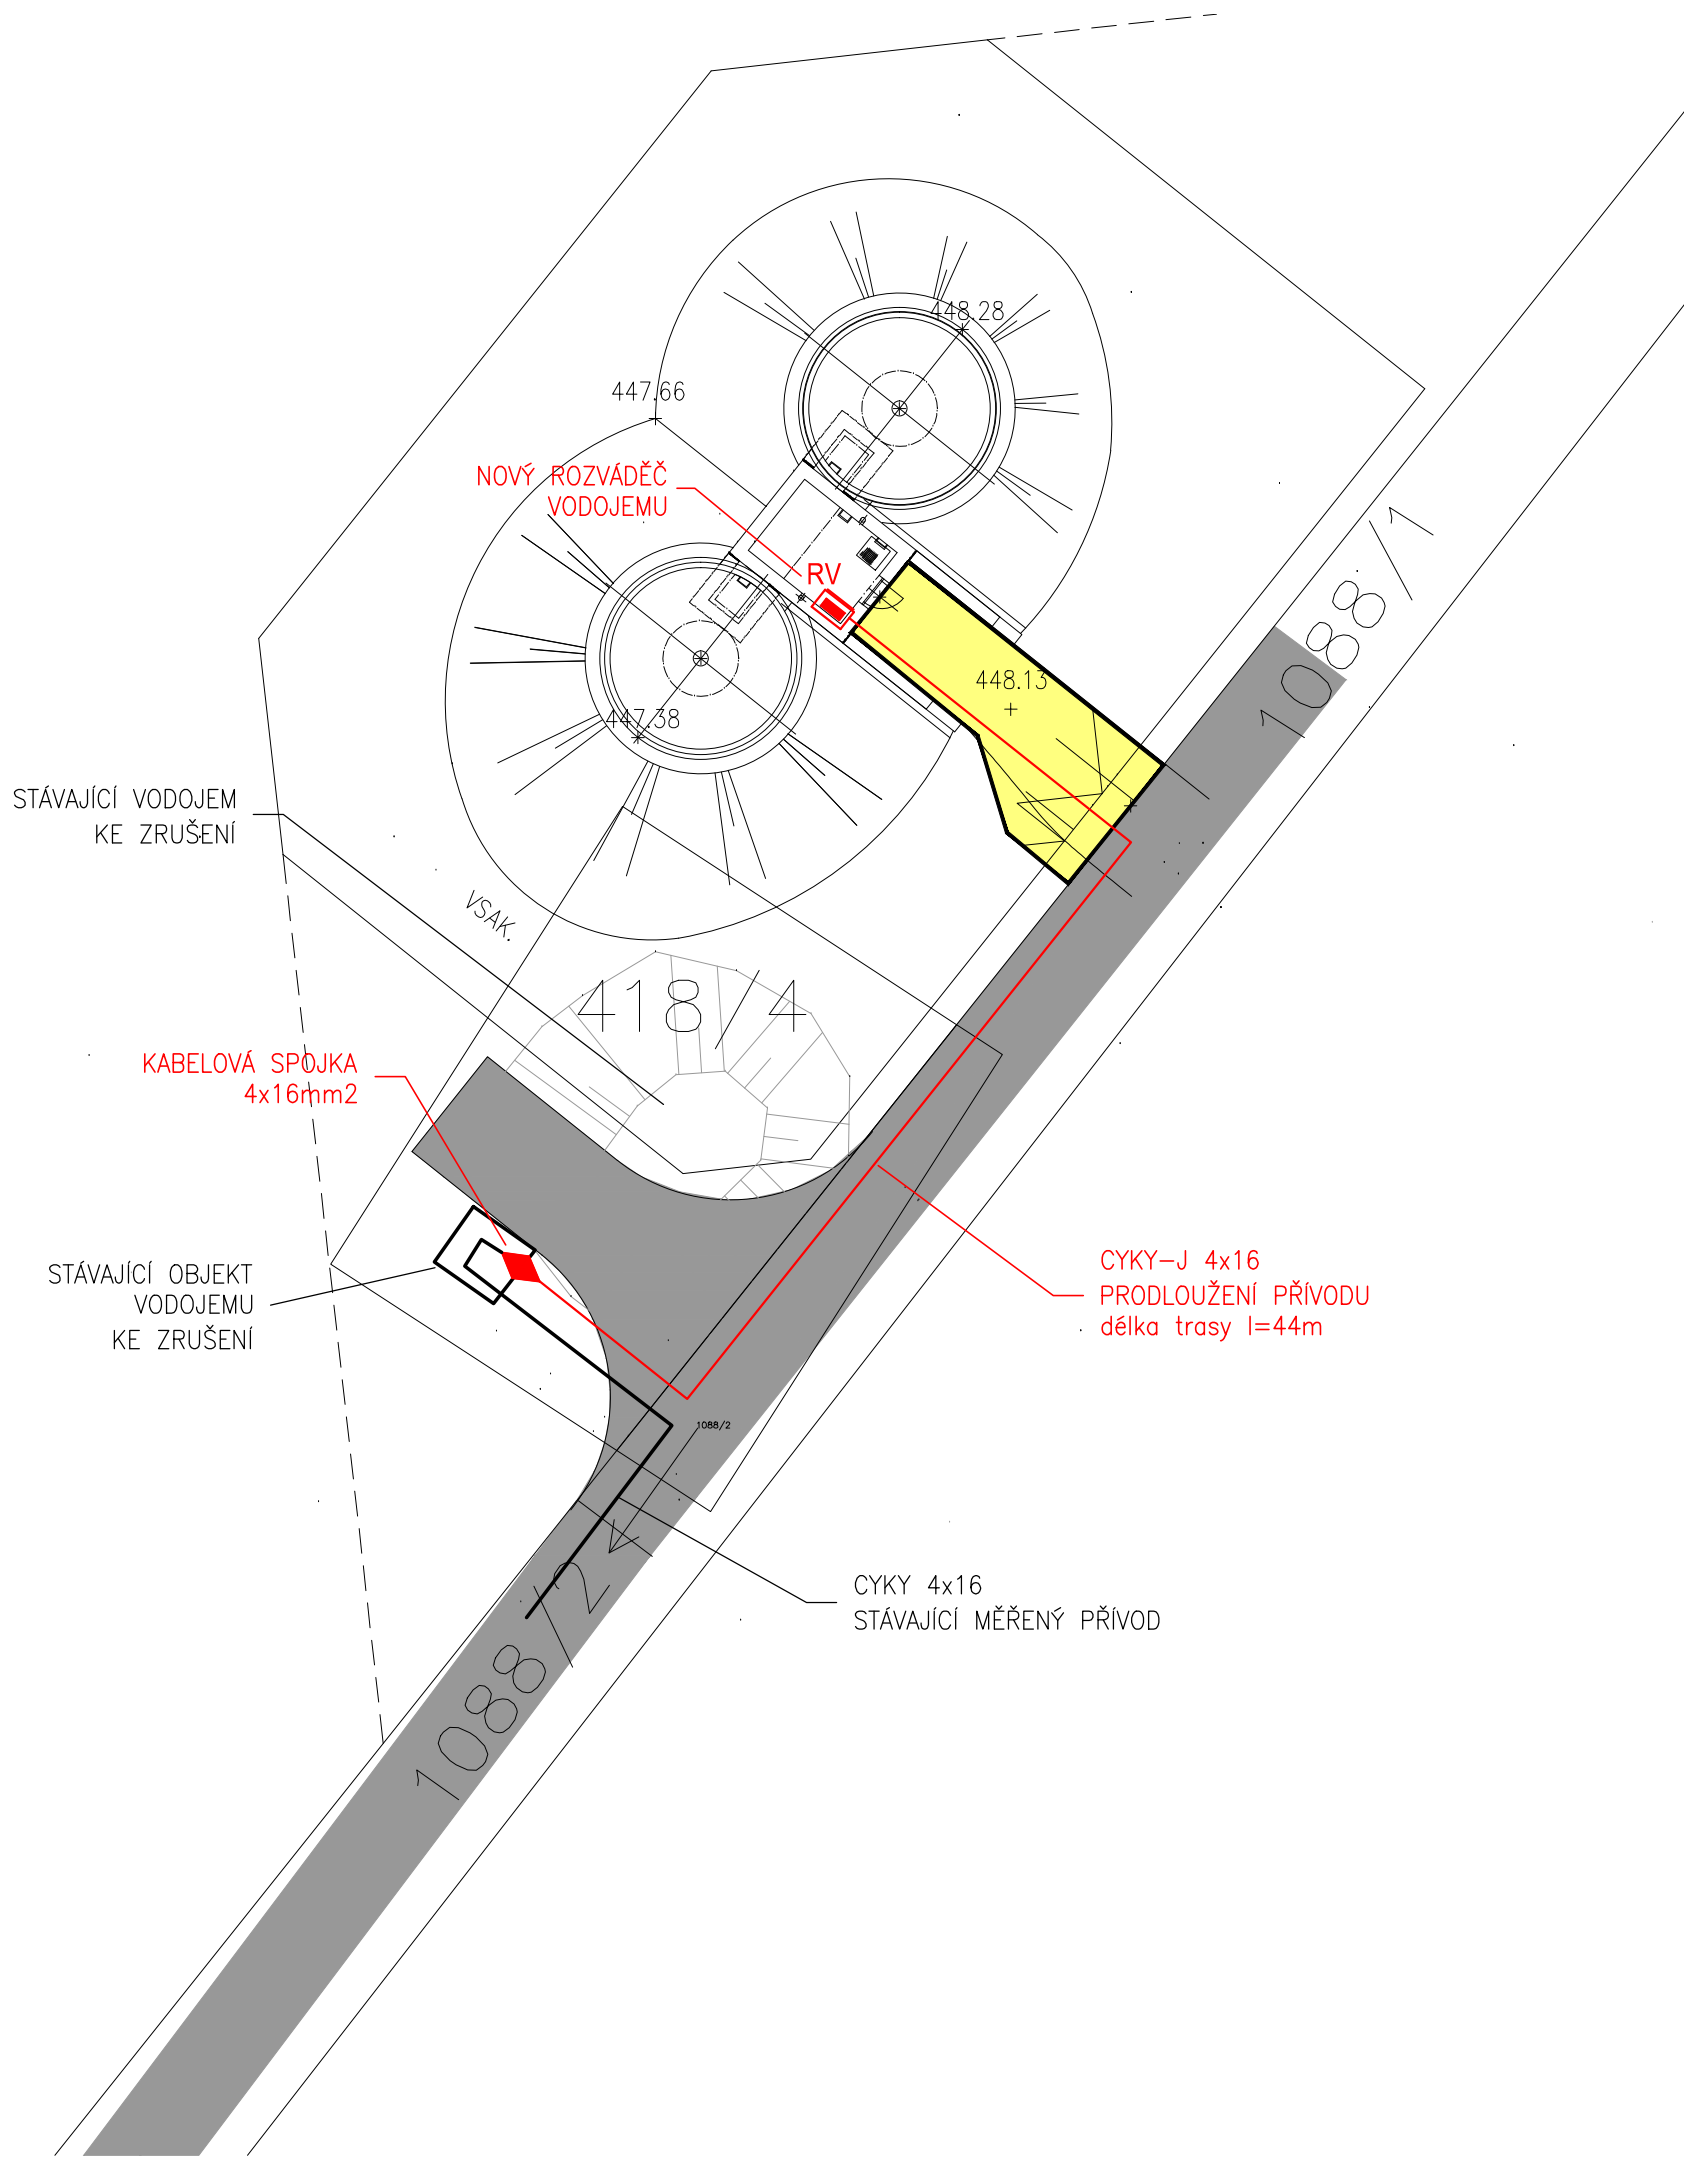 448.28
447.66
NOVÝ ROZVÁDĚČ
VODOJEMU
RV
1088/1
448.13
447.38
STÁVAJÍCÍ VODOJEM
KE ZRUŠENÍ
VSAK.
418/4
KABELOVÁ SPOJKA
4x16mm2
STÁVAJÍCÍ OBJEKT
VODOJEMU
KE ZRUŠENÍ
CYKY-J 4x16
PRODLOUŽENÍ PŘÍVODU
délka trasy l=44m
1088/2
CYKY 4x16
STÁVAJÍCÍ MĚŘENÝ PŘÍVOD
1088/2